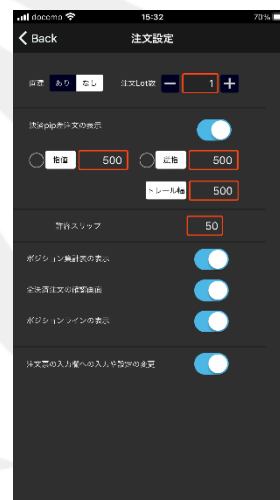 docomo 15:32 70%
Back 注文設定
両建 あり なし 注文Lot数 1
決済pip差注文の表示
指値 500 逆指 500
トレール幅 500
許容スリップ 50
ポジション集計表の表示
全決済注文の確認画面
ポジションラインの表示
注文票の入力欄への入力や設定の変更